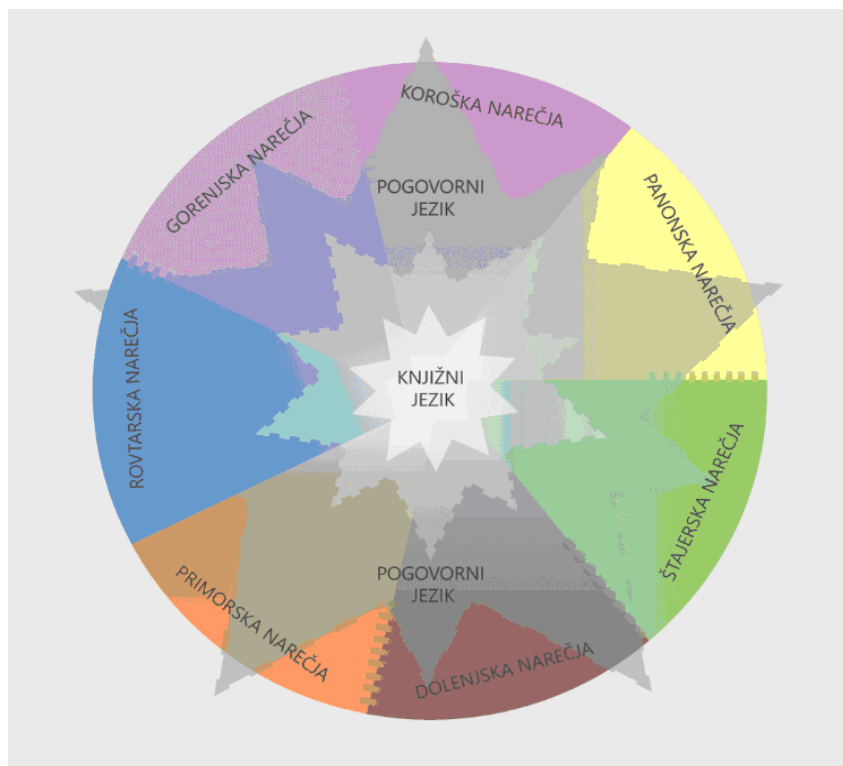 KOROŠKA NAREČJA
GORENJSKA NAREČJA
POGOVORNI
JEZIK
PANONSKA NAREČJA
ROVTARSKA NAREČJA
KNJIŽNI
JEZIK
ŠTAJERSKA NAREČJA
POGOVORNI
JEZIK
PRIMORSKA NAREČJA
DOLENJSKA NAREČJA